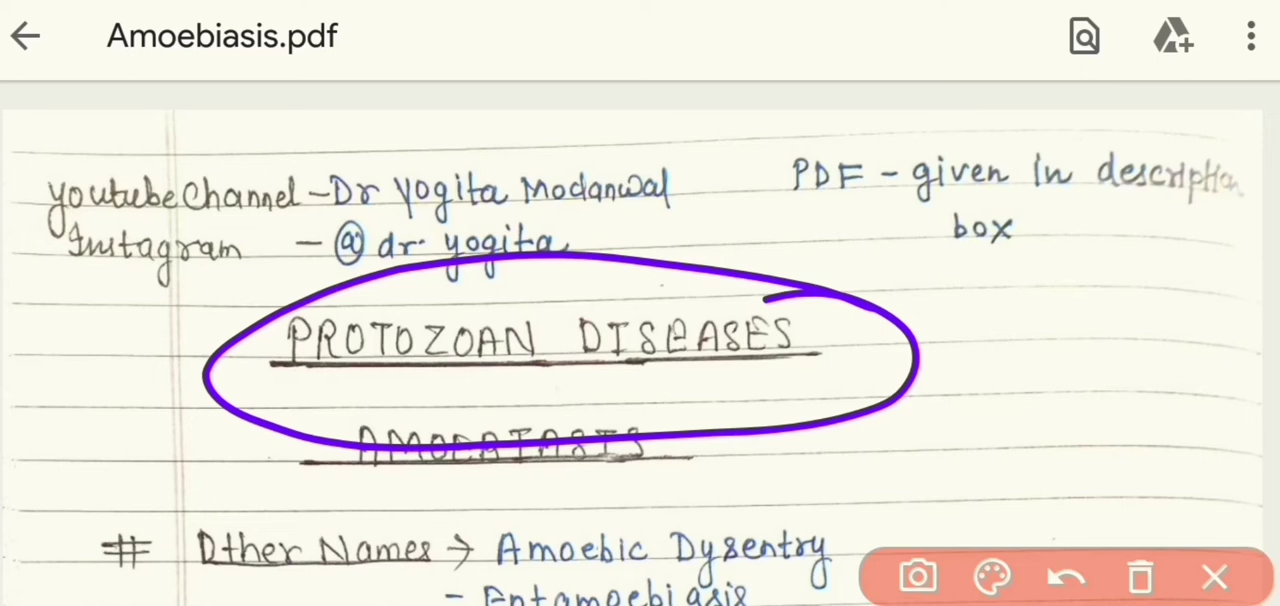 Amoebiasis.pdf
youtube Channel - Dr Yogita Modanwal
PDF - given In description
Instagram - @ dr. yogita
box
PROTOZOAN DISEASES
AMOEBIASIS
# Other Names → Amoebic Dysentry
- Entamoebiasis